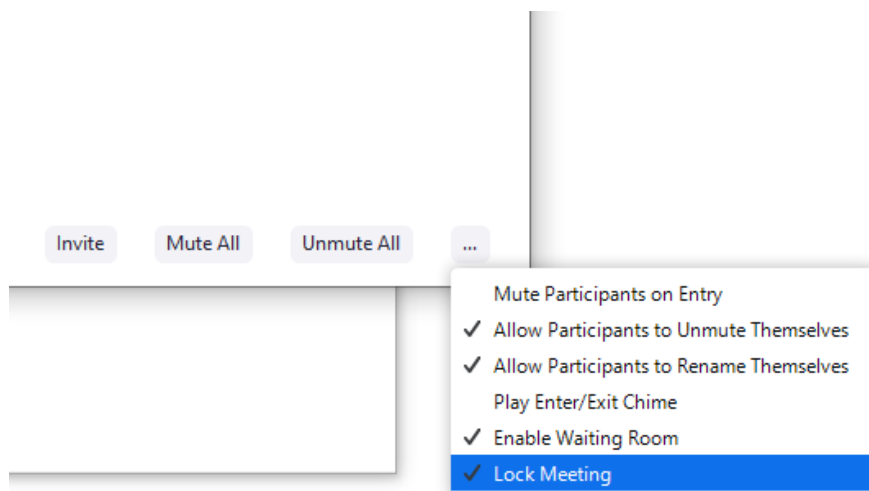 Invite Mute All Unmute All ...
Mute Participants on Entry
✓ Allow Participants to Unmute Themselves
✓ Allow Participants to Rename Themselves
Play Enter/Exit Chime
✓ Enable Waiting Room
✓ Lock Meeting